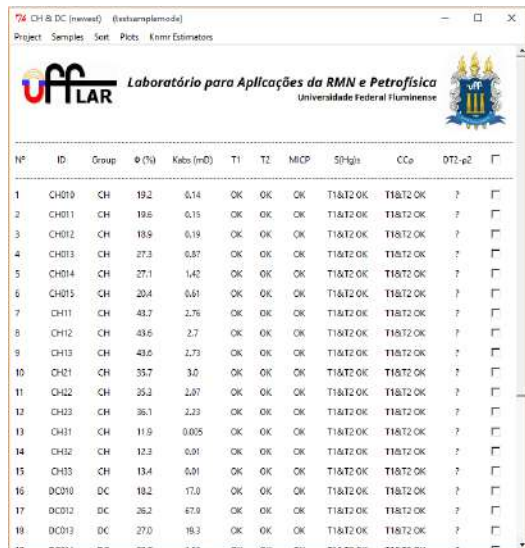 CH & DC (newest) (testsamplemode)
Project Samples Sort Plots Knmr Estimators
uff LAR
Laboratório para Aplicações da RMN e Petrofísica
Universidade Federal Fluminense
uff
Nº ID Group Φ (%) Kabs (mD) T1 T2 MICP S(Hg)s CCρ DT2-ρ2
1 CH010 CH 19.2 0.14 OK OK OK T1&T2 OK T1&T2 OK ?
2 CH011 CH 19.6 0.15 OK OK OK T1&T2 OK T1&T2 OK ?
3 CH012 CH 18.9 0.19 OK OK OK T1&T2 OK T1&T2 OK ?
4 CH013 CH 27.3 0.87 OK OK OK T1&T2 OK T1&T2 OK ?
5 CH014 CH 27.1 1.42 OK OK OK T1&T2 OK T1&T2 OK ?
6 CH015 CH 20.4 0.61 OK OK OK T1&T2 OK T1&T2 OK ?
7 CH11 CH 43.7 2.76 OK OK OK T1&T2 OK T1&T2 OK ?
8 CH12 CH 43.6 2.7 OK OK OK T1&T2 OK T1&T2 OK ?
9 CH13 CH 43.6 2.73 OK OK OK T1&T2 OK T1&T2 OK ?
10 CH21 CH 35.7 3.0 OK OK OK T1&T2 OK T1&T2 OK ?
11 CH22 CH 35.3 2.07 OK OK OK T1&T2 OK T1&T2 OK ?
12 CH23 CH 36.1 2.23 OK OK OK T1&T2 OK T1&T2 OK ?
13 CH31 CH 11.9 0.005 OK OK OK T1&T2 OK T1&T2 OK ?
14 CH32 CH 12.3 0.01 OK OK OK T1&T2 OK T1&T2 OK ?
15 CH33 CH 13.4 0.01 OK OK OK T1&T2 OK T1&T2 OK ?
16 DC010 DC 18.2 17.0 OK OK OK T1&T2 OK T1&T2 OK ?
17 DC012 DC 26.2 67.9 OK OK OK T1&T2 OK T1&T2 OK ?
18 DC013 DC 27.0 19.3 OK OK OK T1&T2 OK T1&T2 OK ?